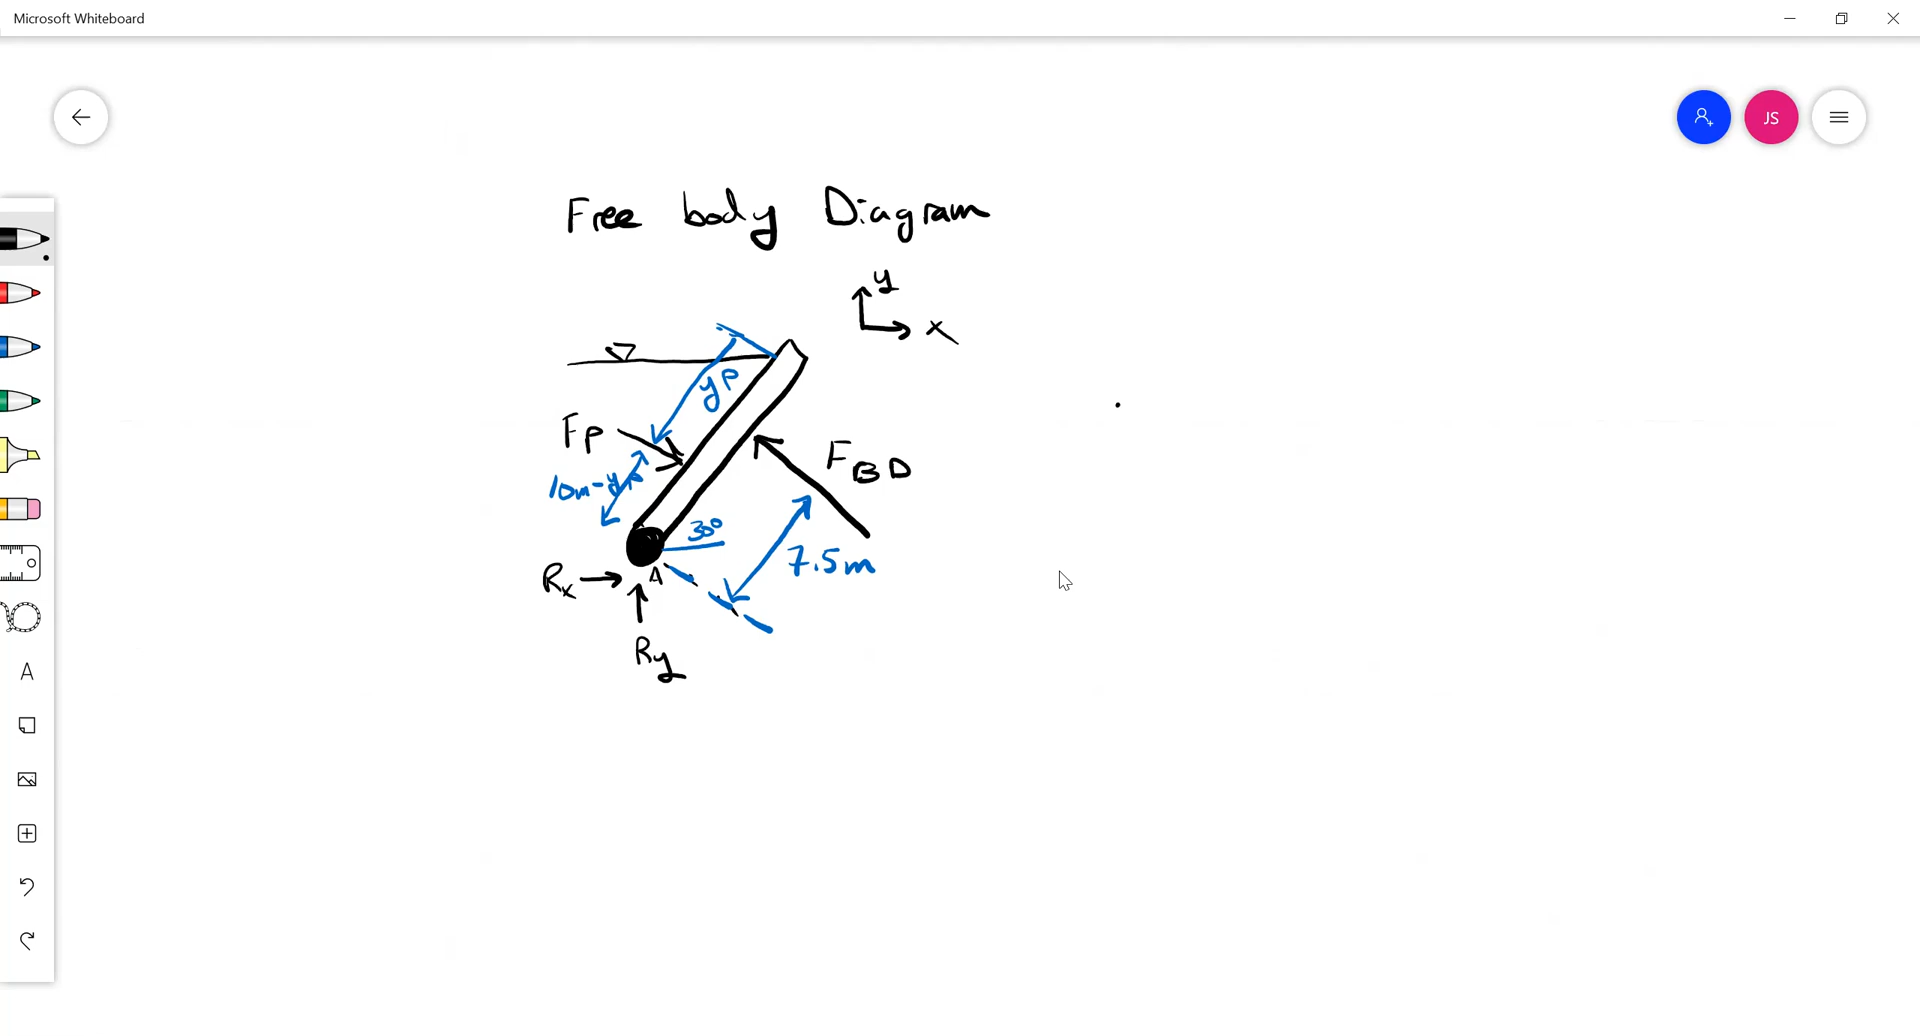 Microsoft Whiteboard
JS
Free body Diagram
y
x
yP
FP
10m-yP
FBD
30°
7.5m
A
Rx
Ry
A